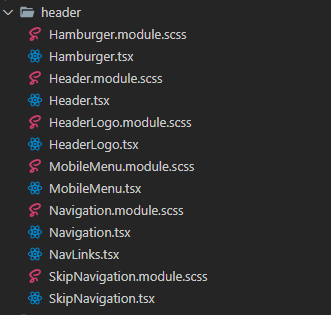 header
Hamburger.module.scss
Hamburger.tsx
Header.module.scss
Header.tsx
HeaderLogo.module.scss
HeaderLogo.tsx
MobileMenu.module.scss
MobileMenu.tsx
Navigation.module.scss
Navigation.tsx
NavLinks.tsx
SkipNavigation.module.scss
SkipNavigation.tsx